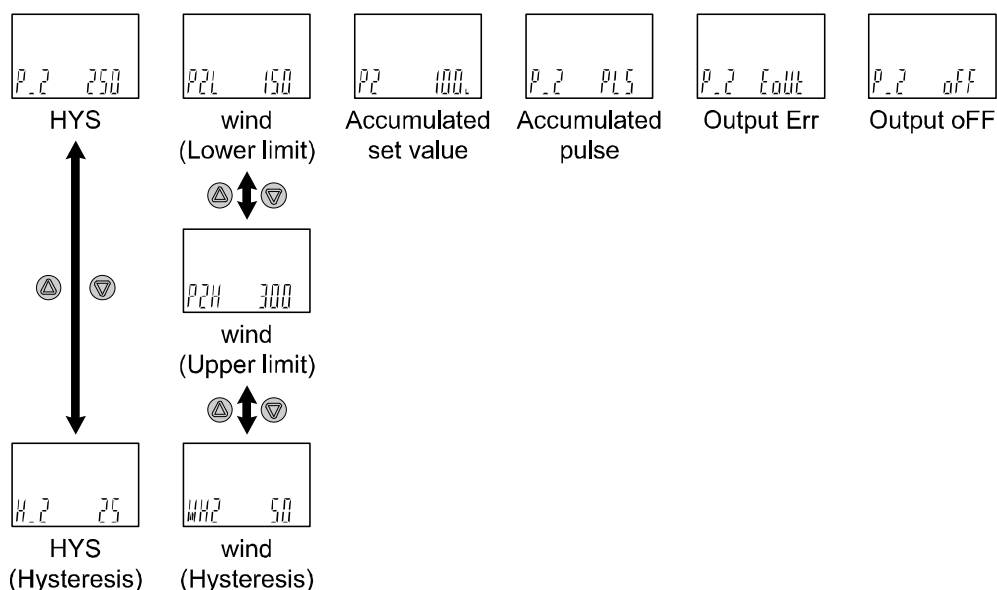 P_2 250
HYS
P2L 150
wind
(Lower limit)
P2 100.
Accumulated
set value
P_2 PLS
Accumulated
pulse
P_2 EoUt
Output Err
P_2 oFF
Output oFF
P2H 300
wind
(Upper limit)
H_2 25
HYS
(Hysteresis)
WH2 50
wind
(Hysteresis)